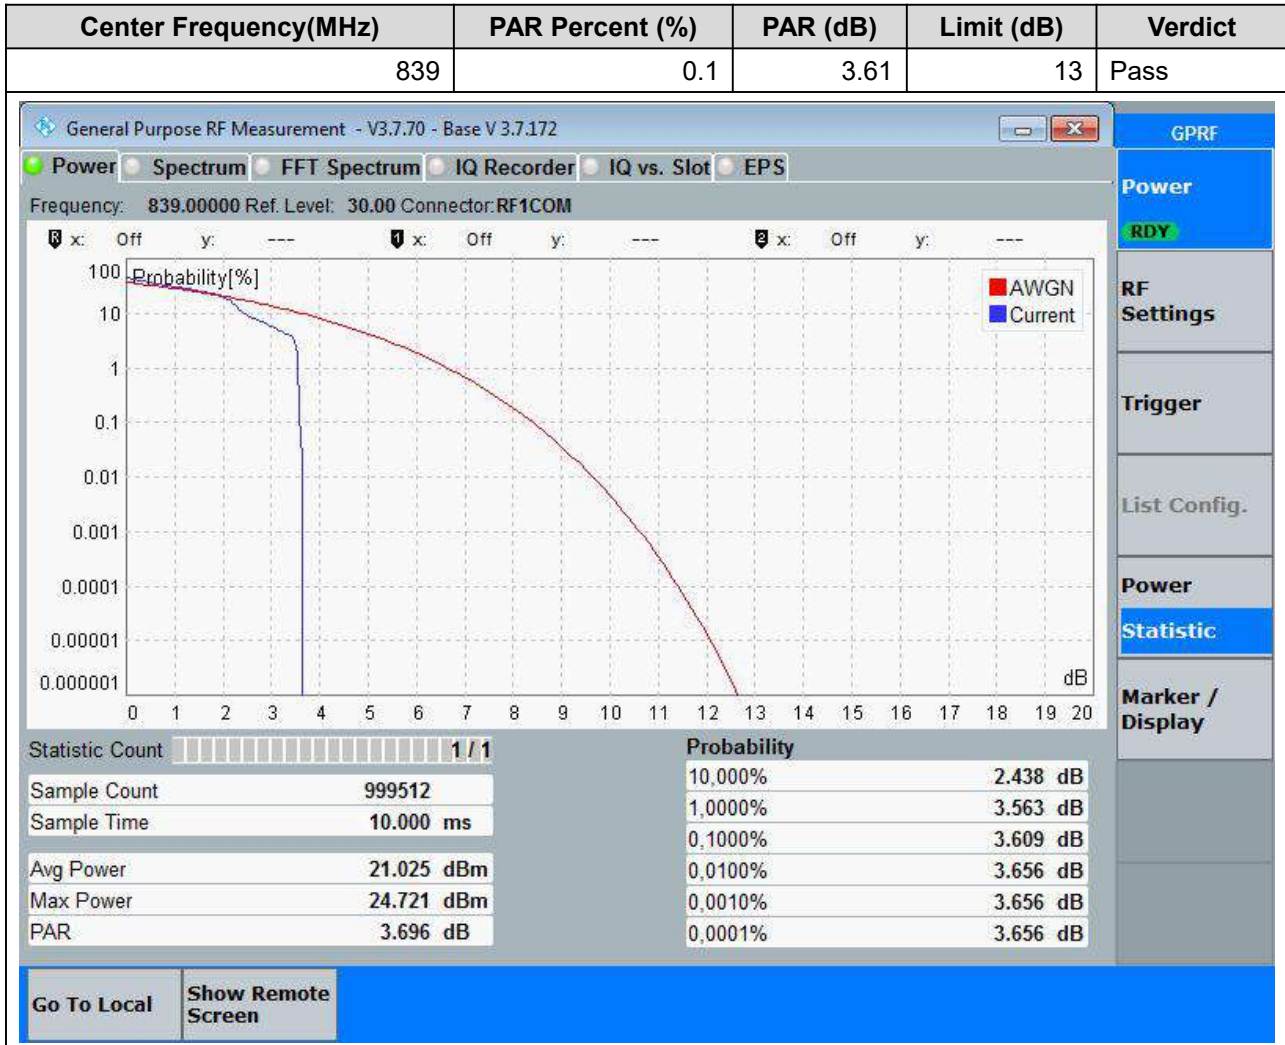 Center Frequency(MHz) PAR Percent (%) PAR (dB) Limit (dB) Verdict
839 0.1 3.61 13 Pass
General Purpose RF Measurement - V3.7.70 - Base V 3.7.172
GPRF
Power Spectrum FFT Spectrum IQ Recorder IQ vs. Slot EPS
Frequency: 839.00000 Ref. Level: 30.00 Connector:RF1COM
R x: Off y: --- 1 x: Off y: --- 2 x: Off y: ---
Probability[%]
AWGN
Current
100
10
1
0.1
0.01
0.001
0.0001
0.00001
0.000001
dB
0 1 2 3 4 5 6 7 8 9 10 11 12 13 14 15 16 17 18 19 20
Statistic Count 1 / 1
Sample Count 999512
Sample Time 10.000 ms
Avg Power 21.025 dBm
Max Power 24.721 dBm
PAR 3.696 dB
Probability
10,000% 2.438 dB
1,0000% 3.563 dB
0,1000% 3.609 dB
0,0100% 3.656 dB
0,0010% 3.656 dB
0,0001% 3.656 dB
Power
RDY
RF
Settings
Trigger
List Config.
Power
Statistic
Marker /
Display
Go To Local
Show Remote
Screen